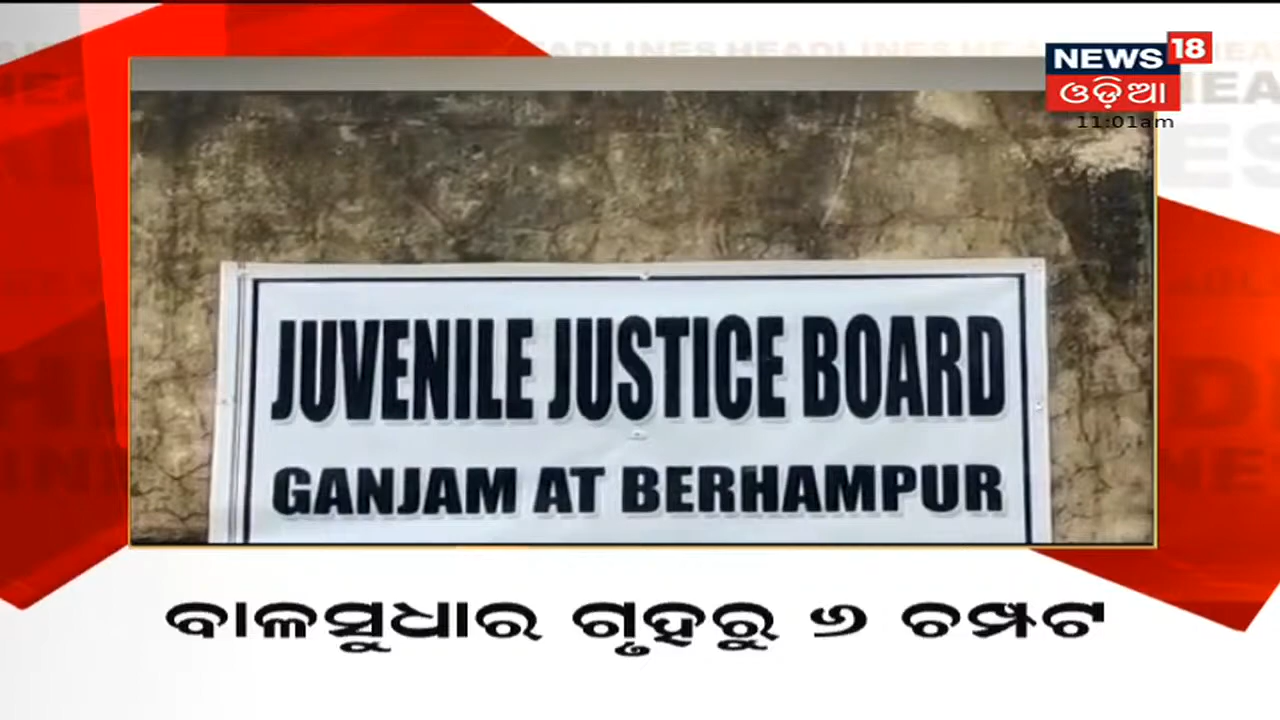 NEWS 18
ଓଡ଼ିଆ
11:01am
JUVENILE JUSTICE BOARD
GANJAM AT BERHAMPUR
ବାଳସୁଧାର ଗୃହରୁ ୬ ଚମ୍ପଟ